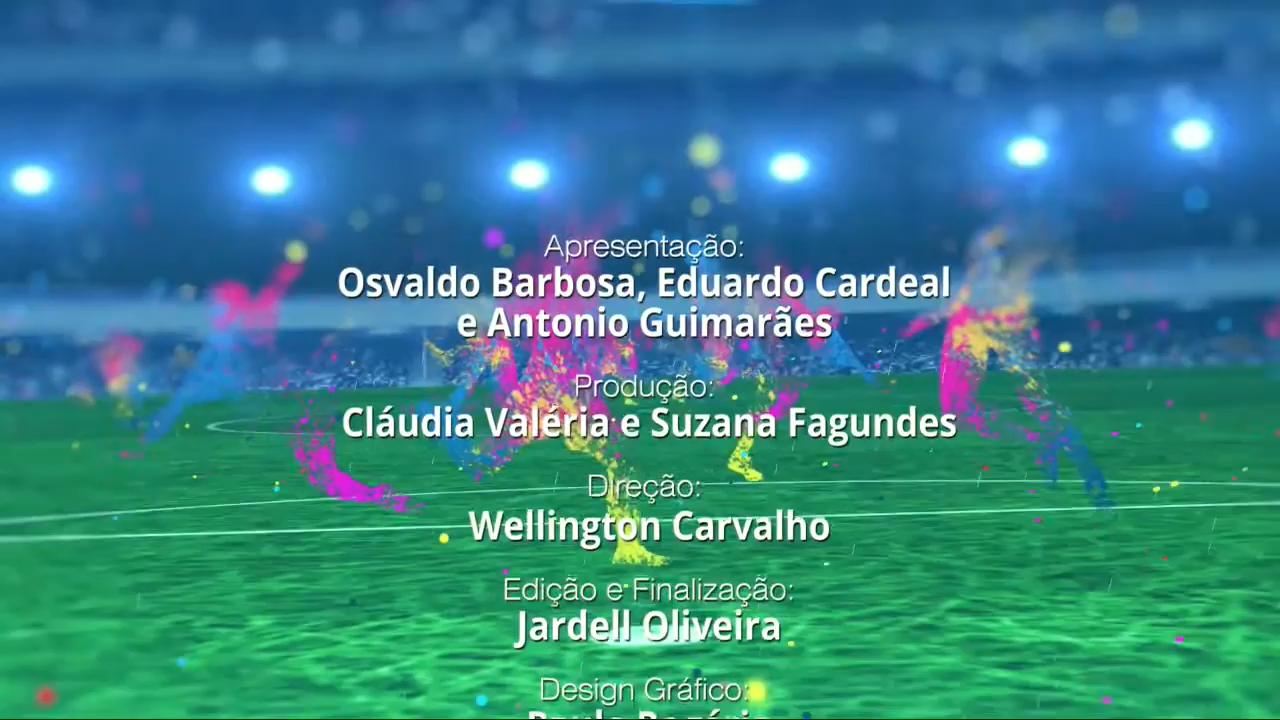 Apresentação:
Osvaldo Barbosa, Eduardo Cardeal
e Antonio Guimarães
Produção:
Cláudia Valéria e Suzana Fagundes
Direção:
Wellington Carvalho
Edição e Finalização:
Jardell Oliveira
Design Gráfico: